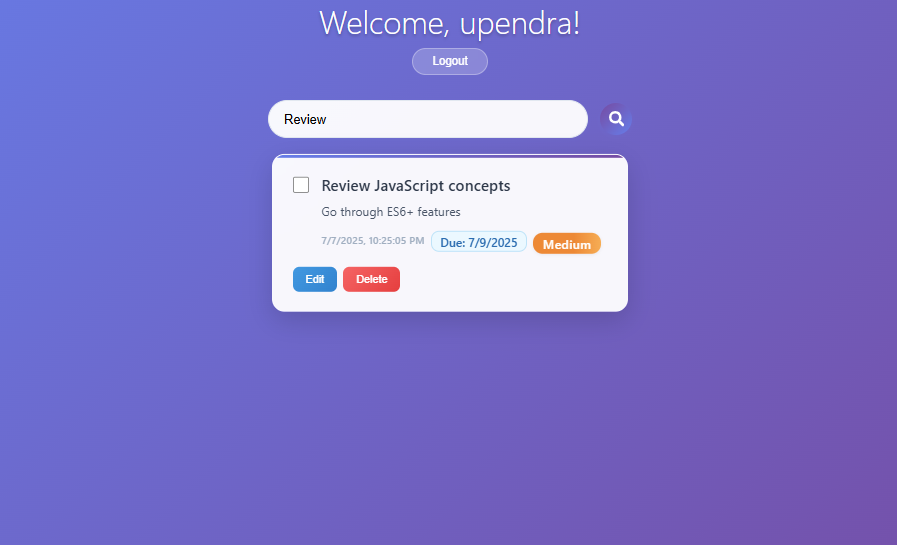 Welcome, upendra!
Logout
Review
Review JavaScript concepts
Go through ES6+ features
7/7/2025, 10:25:05 PM Due: 7/9/2025 Medium
Edit Delete